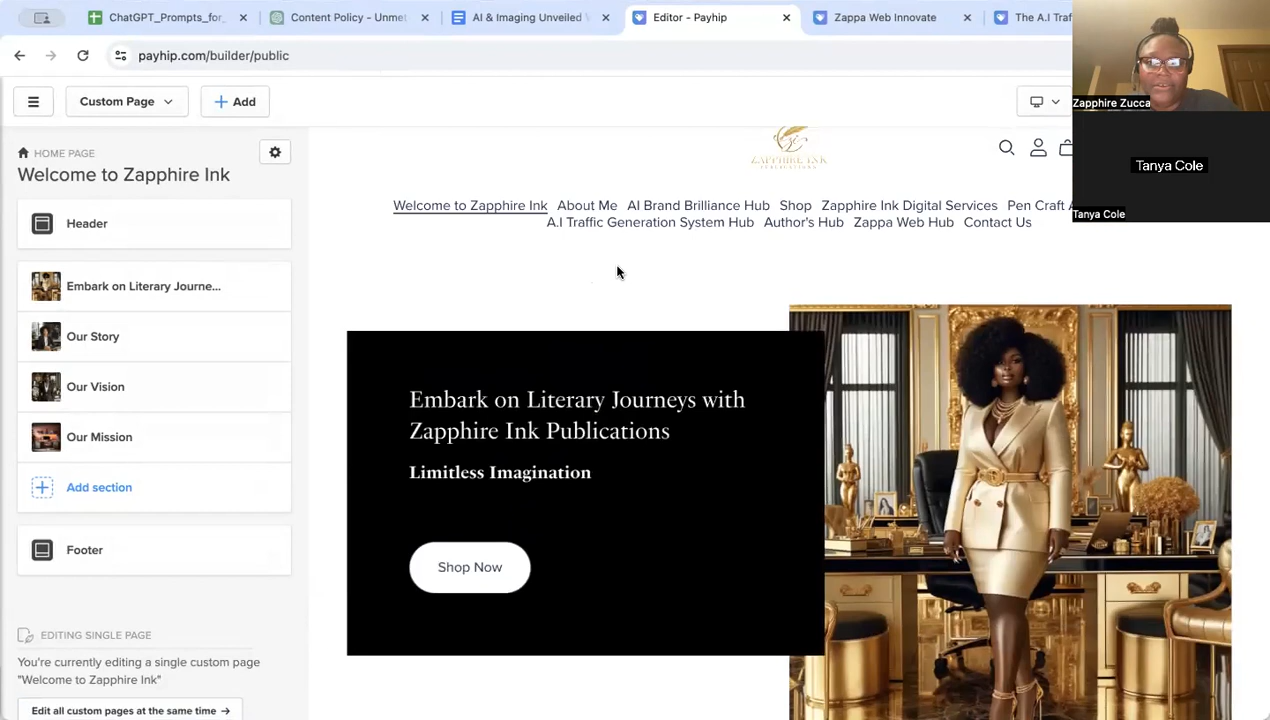 ChatGPT_Prompts_for_
Content Policy - Unmet
AI & Imaging Unveiled
Editor - Payhip
Zappa Web Innovate
The A.I Traf
payhip.com/builder/public
Custom Page
Add
Zapphire Zucca
Tanya Cole
Tanya Cole
HOME PAGE
Welcome to Zapphire Ink
Header
Embark on Literary Journe...
Our Story
Our Vision
Our Mission
Add section
Footer
EDITING SINGLE PAGE
You're currently editing a single custom page
"Welcome to Zapphire Ink"
Edit all custom pages at the same time →
ZAPPHIRE INK
PUBLICATIONS
Welcome to Zapphire Ink About Me AI Brand Brilliance Hub Shop Zapphire Ink Digital Services Pen Craft A
A.I Traffic Generation System Hub Author's Hub Zappa Web Hub Contact Us
Embark on Literary Journeys with
Zapphire Ink Publications
Limitless Imagination
Shop Now